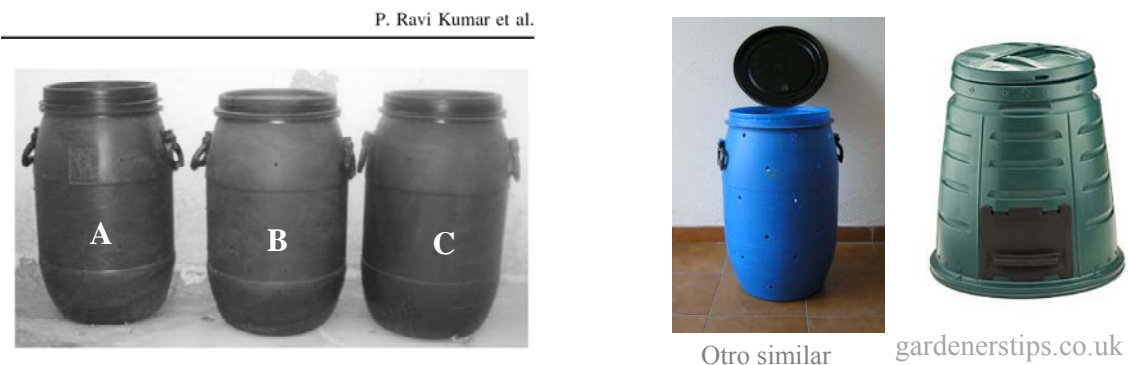 P. Ravi Kumar et al.
A
B
C
Otro similar
gardenerstips.co.uk